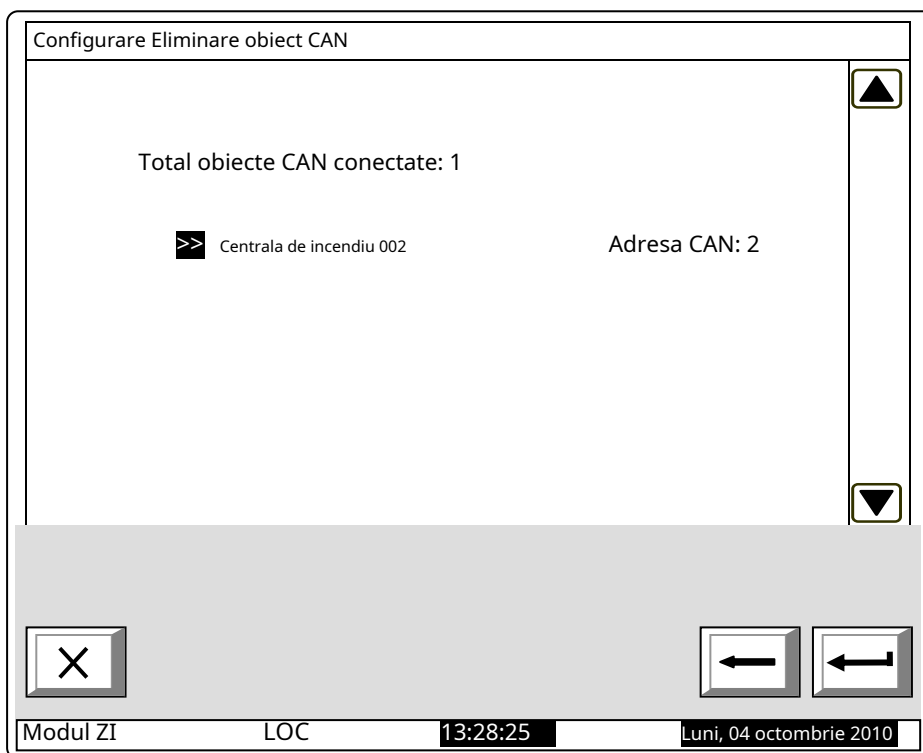 Configurare Eliminare obiect CAN
Total obiecte CAN conectate: 1
>> Centrala de incendiu 002 Adresa CAN: 2
Modul ZI LOC 13:28:25 Luni, 04 octombrie 2010